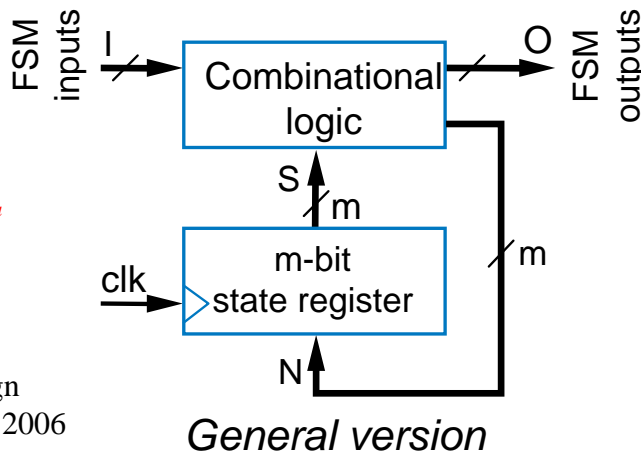 FSM
inputs
I
Combinational
logic
O
FSM
outputs
S
m
m
clk
m-bit
state register
N
2006
General version